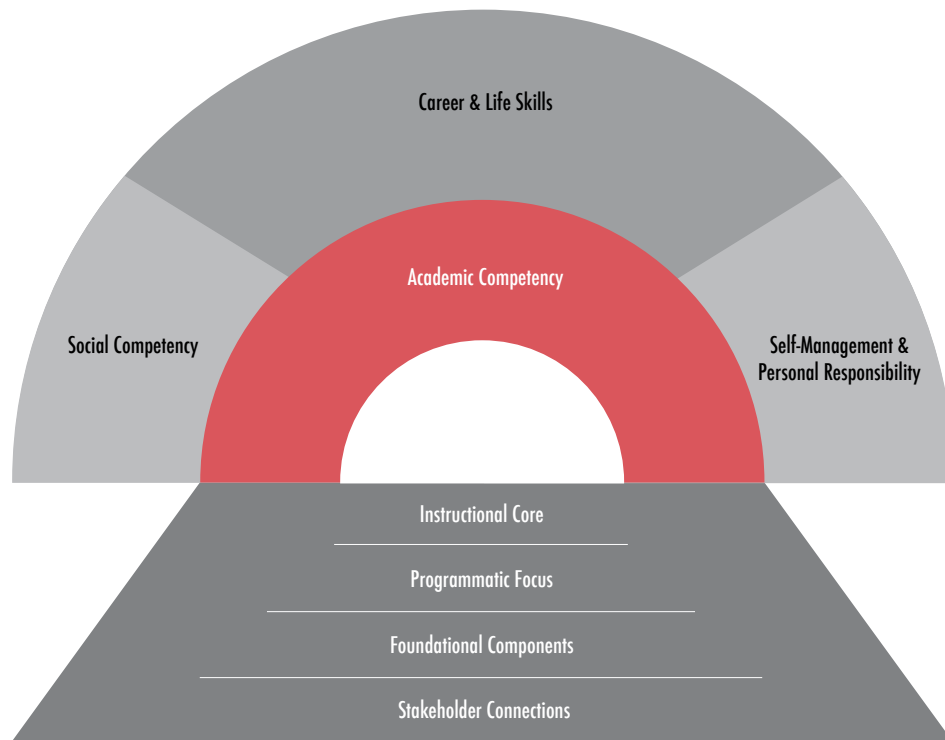 Career & Life Skills
Academic Competency
Social Competency
Self-Management &
Personal Responsibility
Instructional Core
Programmatic Focus
Foundational Components
Stakeholder Connections